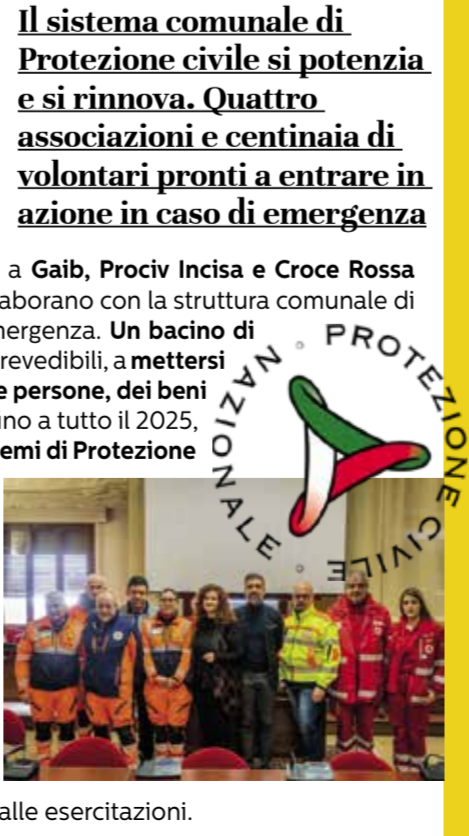 Il sistema comunale di
Protezione civile si potenzia
e si rinnova. Quattro
associazioni e centinaia di
volontari pronti a entrare in
azione in caso di emergenza
a Gaib, Prociv Incisa e Croce Rossa
aborano con la struttura comunale di
nergenza. Un bacino di
revedibili, a mettersi
e persone, dei beni
ino a tutto il 2025,
emi di Protezione
PROTEZIONE CIVILE
NAZIONALE
alle esercitazioni.